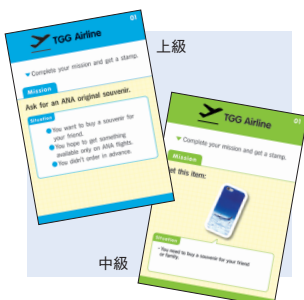 01
TGG Airline
Complete your mission and get a stamp.
Mission
Ask for an ANA original souvenir.
Situation
You want to buy a souvenir for
your friend.
You hope to get something
available only on ANA flights.
You didn't order in advance.
上級
01
TGG Airline
Complete your mission and get a stamp.
Mission
et this item:
Situation
You need to buy a souvenir for your friend
or family.
中級